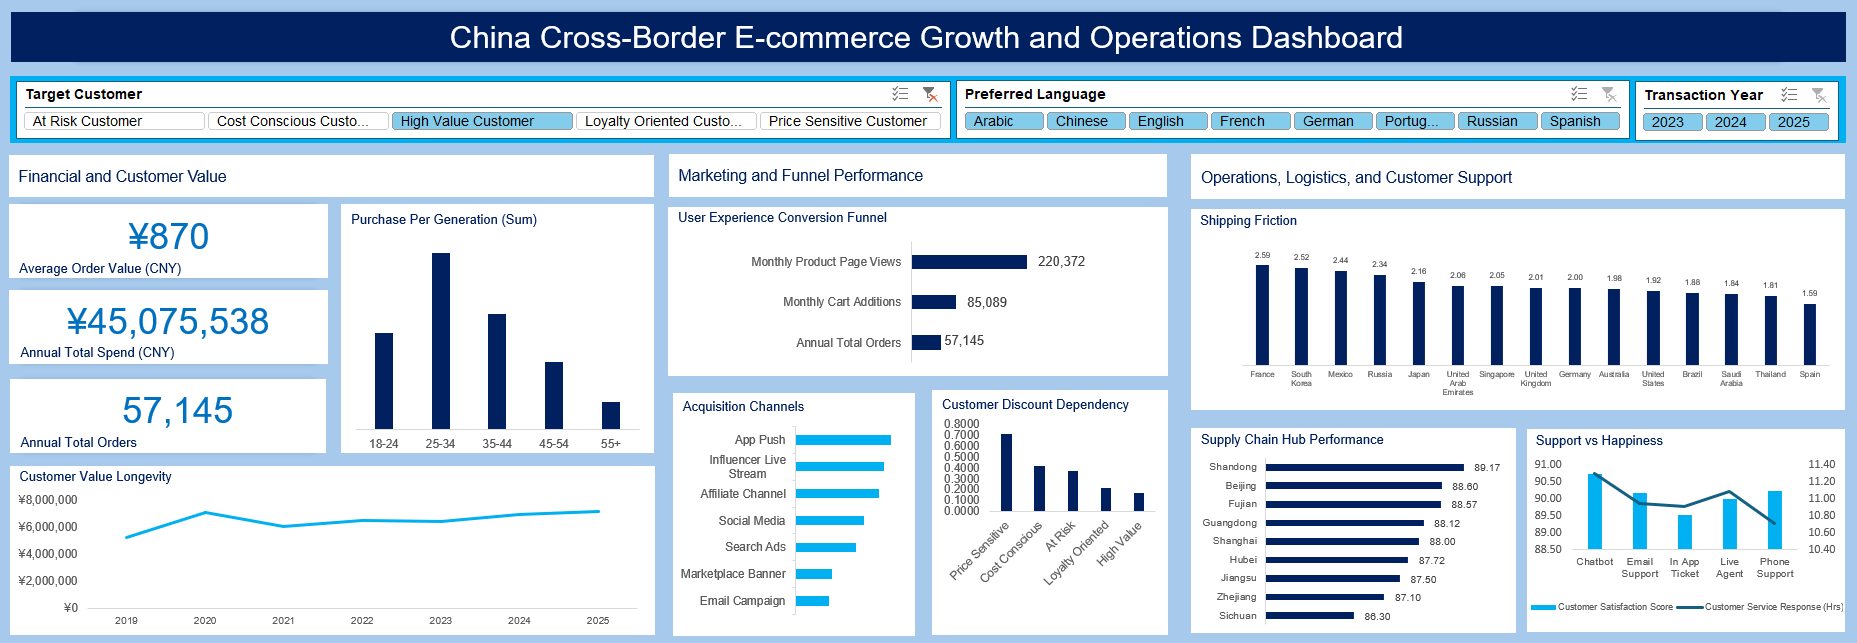 China Cross-Border E-commerce Growth and Operations Dashboard
Target Customer
At Risk Customer
Cost Conscious Custo...
High Value Customer
Loyalty Oriented Custo...
Price Sensitive Customer
Preferred Language
Arabic
Chinese
English
French
German
Portug...
Russian
Spanish
Transaction Year
2023
2024
2025
Financial and Customer Value
¥870
Average Order Value (CNY)
¥45,075,538
Annual Total Spend (CNY)
57,145
Annual Total Orders
Purchase Per Generation (Sum)
18-24 25-34 35-44 45-54 55+
Customer Value Longevity
¥8,000,000
¥6,000,000
¥4,000,000
¥2,000,000
¥0
2019 2020 2021 2022 2023 2024 2025
Marketing and Funnel Performance
User Experience Conversion Funnel
Monthly Product Page Views 220,372
Monthly Cart Additions 85,089
Annual Total Orders 57,145
Acquisition Channels
App Push
Influencer Live
Stream
Affiliate Channel
Social Media
Search Ads
Marketplace Banner
Email Campaign
Customer Discount Dependency
0.8000
0.7000
0.6000
0.5000
0.4000
0.3000
0.2000
0.1000
0.0000
Price Sensitive
Cost Conscious
At Risk
Loyalty Oriented
High Value
Operations, Logistics, and Customer Support
Shipping Friction
2.59 2.52 2.44 2.34 2.16 2.06 2.05 2.01 2.00 1.98 1.92 1.88 1.84 1.81 1.59
France
South
Korea
Mexico
Russia
Japan
United
Arab
Emirates
Singapore
United
Kingdom
Germany
Australia
United
States
Brazil
Saudi
Arabia
Thailand
Spain
Supply Chain Hub Performance
Shandong 89.17
Beijing 88.60
Fujian 88.57
Guangdong 88.12
Shanghai 88.00
Hubei 87.72
Jiangsu 87.50
Zhejiang 87.10
Sichuan 86.30
Support vs Happiness
91.00
90.50
90.00
89.50
89.00
88.50
11.40
11.20
11.00
10.80
10.60
10.40
Chatbot
Email
Support
In App
Ticket
Live
Agent
Phone
Support
Customer Satisfaction Score
Customer Service Response (Hrs)